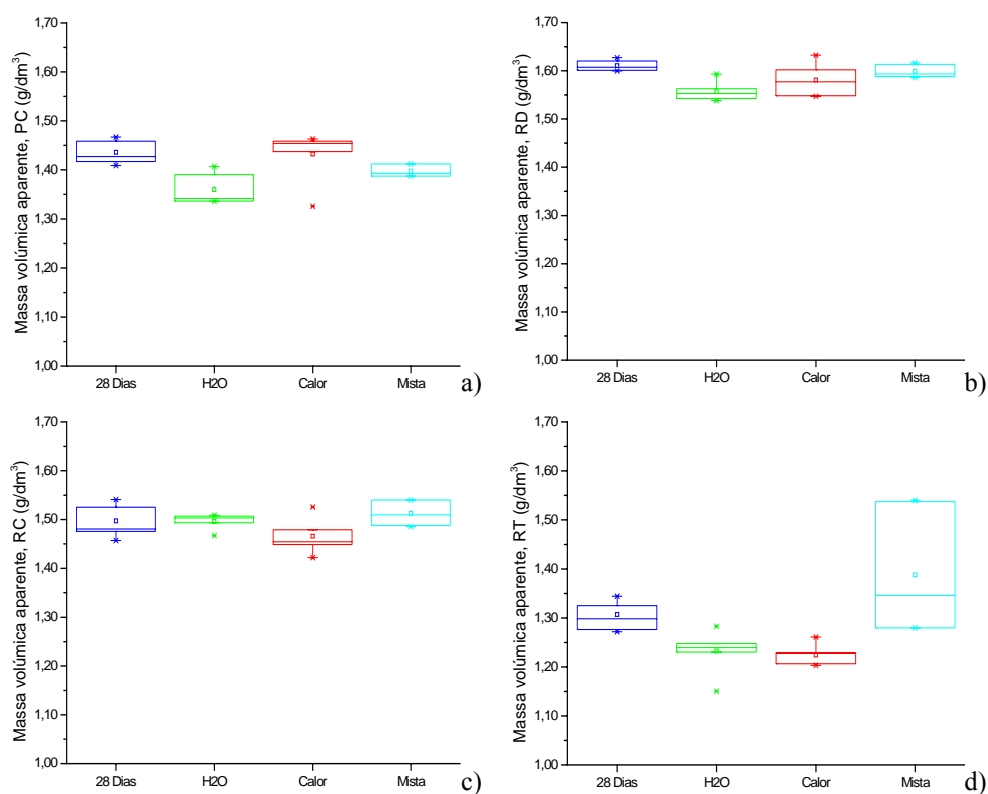 Massa volúmica aparente, PC (g/dm³)
1,70
1,60
1,50
1,40
1,30
1,20
1,10
1,00
28 Dias H2O Calor Mista
a)
Massa volúmica aparente, RD (g/dm³)
1,70
1,60
1,50
1,40
1,30
1,20
1,10
1,00
28 Dias H2O Calor Mista
b)
Massa volúmica aparente, RC (g/dm³)
1,70
1,60
1,50
1,40
1,30
1,20
1,10
1,00
28 Dias H2O Calor Mista
c)
Massa volúmica aparente, RT (g/dm³)
1,70
1,60
1,50
1,40
1,30
1,20
1,10
1,00
28 Dias H2O Calor Mista
d)